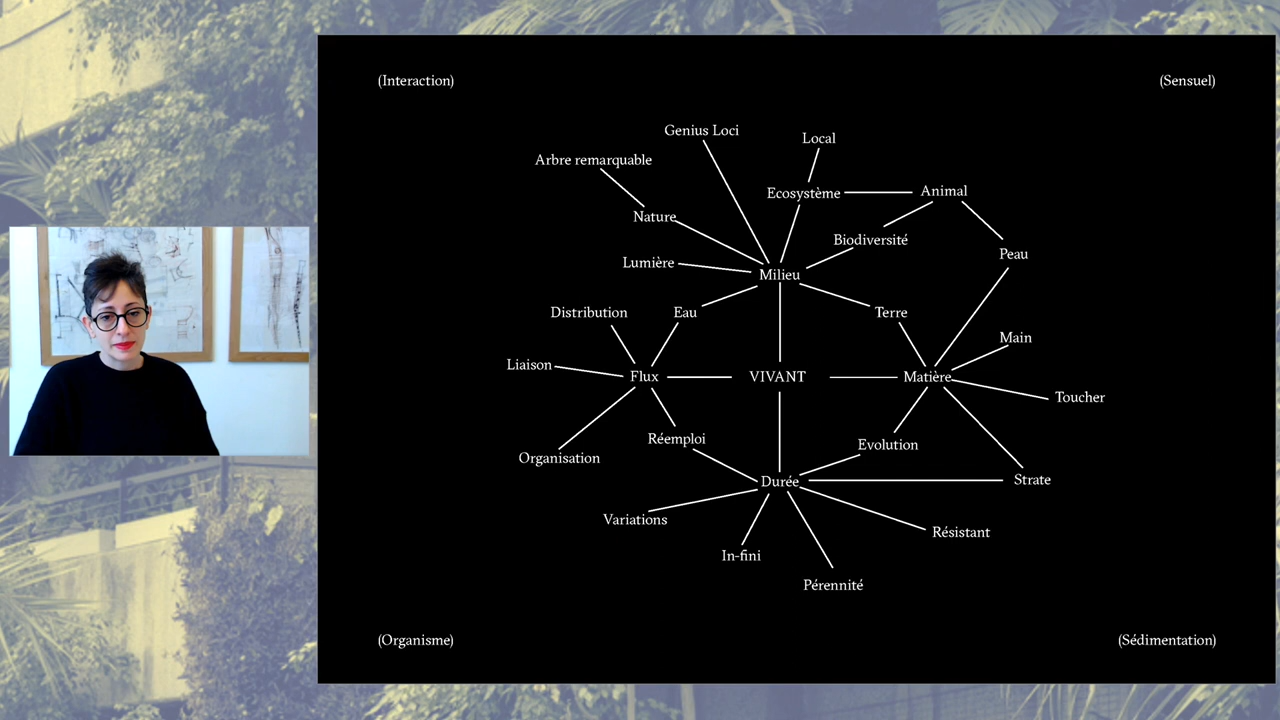 (Interaction)
(Sensuel)
Genius Loci
Local
Arbre remarquable
Ecosystème
Animal
Nature
Biodiversité
Peau
Lumière
Milieu
Distribution
Eau
Terre
Main
Liaison
Flux
VIVANT
Matière
Toucher
Réemploi
Evolution
Organisation
Durée
Strate
Variations
Résistant
In-fini
Pérennité
(Organisme)
(Sédimentation)